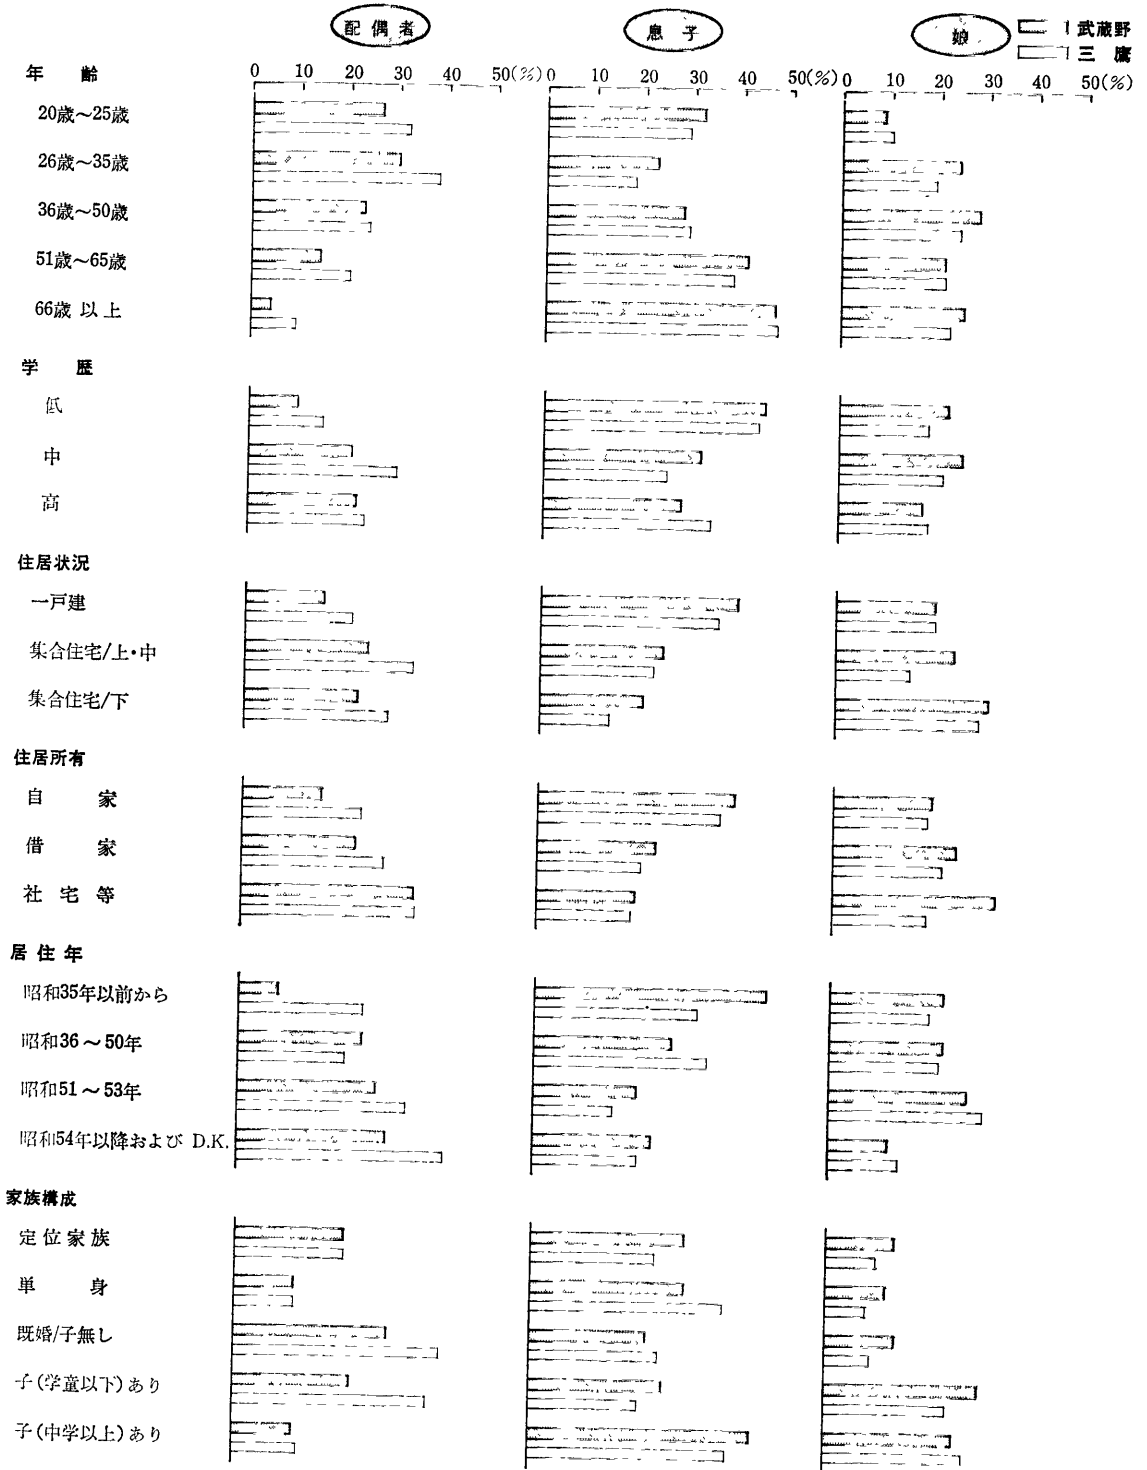 配偶者
息子
娘
武蔵野
三鷹
年齢
0 10 20 30 40 50(%)
0 10 20 30 40 50(%)
0 10 20 30 40 50(%)
20歳～25歳
26歳～35歳
36歳～50歳
51歳～65歳
66歳以上
学歴
低
中
高
住居状況
一戸建
集合住宅/上・中
集合住宅/下
住居所有
自家
借家
社宅等
居住年
昭和35年以前から
昭和36～50年
昭和51～53年
昭和54年以降および D.K.
家族構成
定位家族
単身
既婚/子無し
子(学童以下)あり
子(中学以上)あり